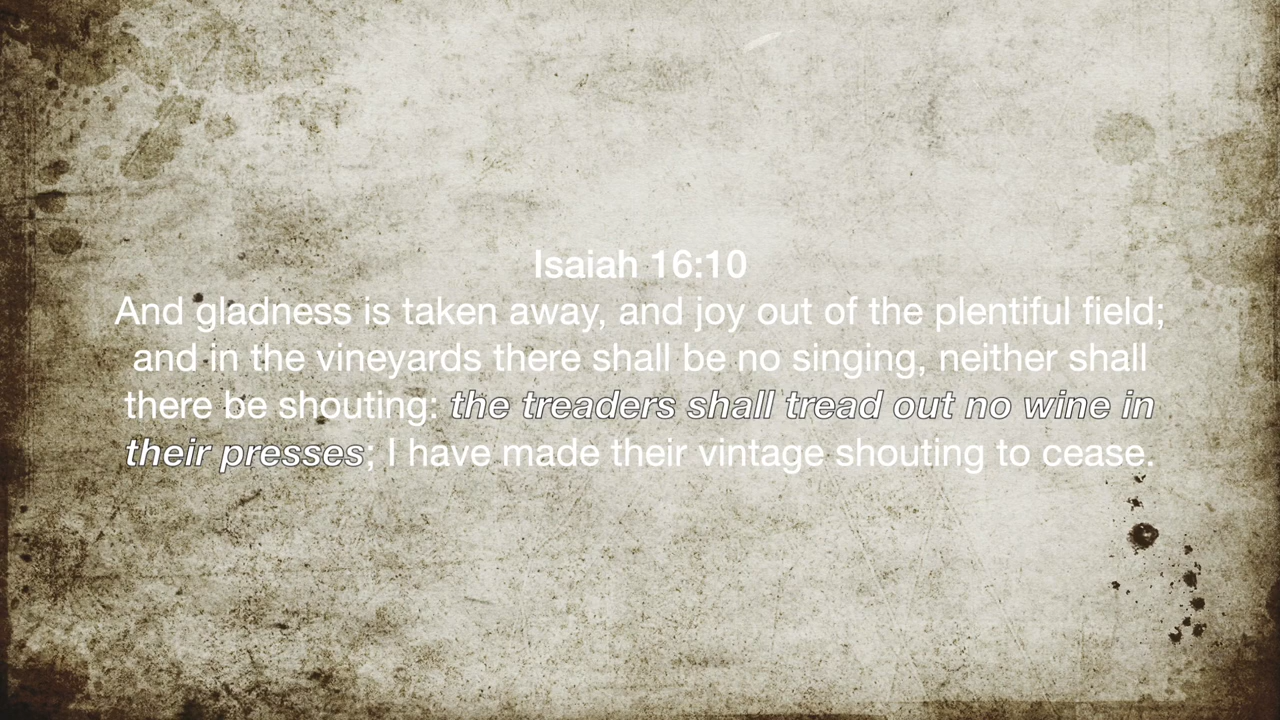 Isaiah 16:10
And gladness is taken away, and joy out of the plentiful field;
and in the vineyards there shall be no singing, neither shall
there be shouting: the treaders shall tread out no wine in
their presses; I have made their vintage shouting to cease.